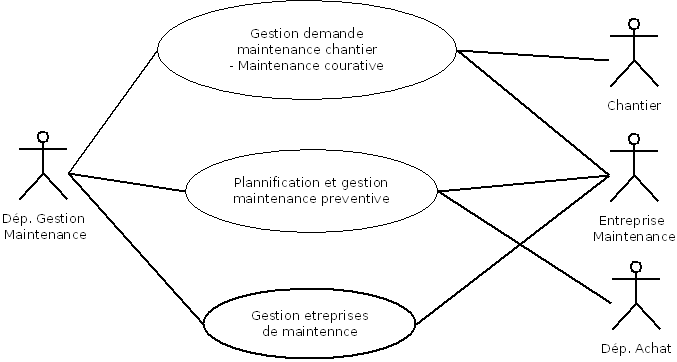 Gestion demande
maintenance chantier
- Maintenance courative
Chantier
Dép. Gestion
Maintenance
Plannification et gestion
maintenance preventive
Entreprise
Maintenance
Gestion etreprises
de maintennce
Dép. Achat